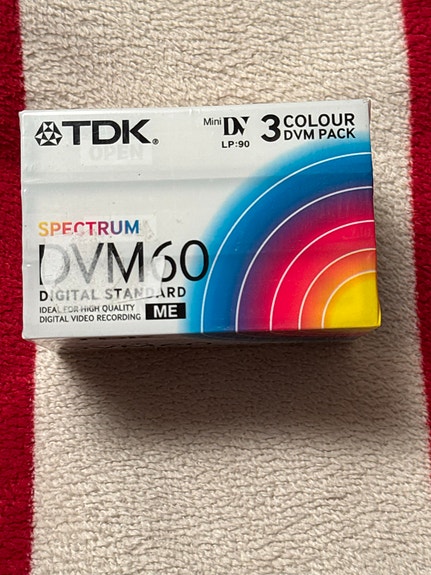 TDK®
OPEN
Mini DV
LP:90
3 COLOUR
DVM PACK
SPECTRUM
DVM60
DIGITAL STANDARD
IDEAL FOR HIGH QUALITY
DIGITAL VIDEO RECORDING ME